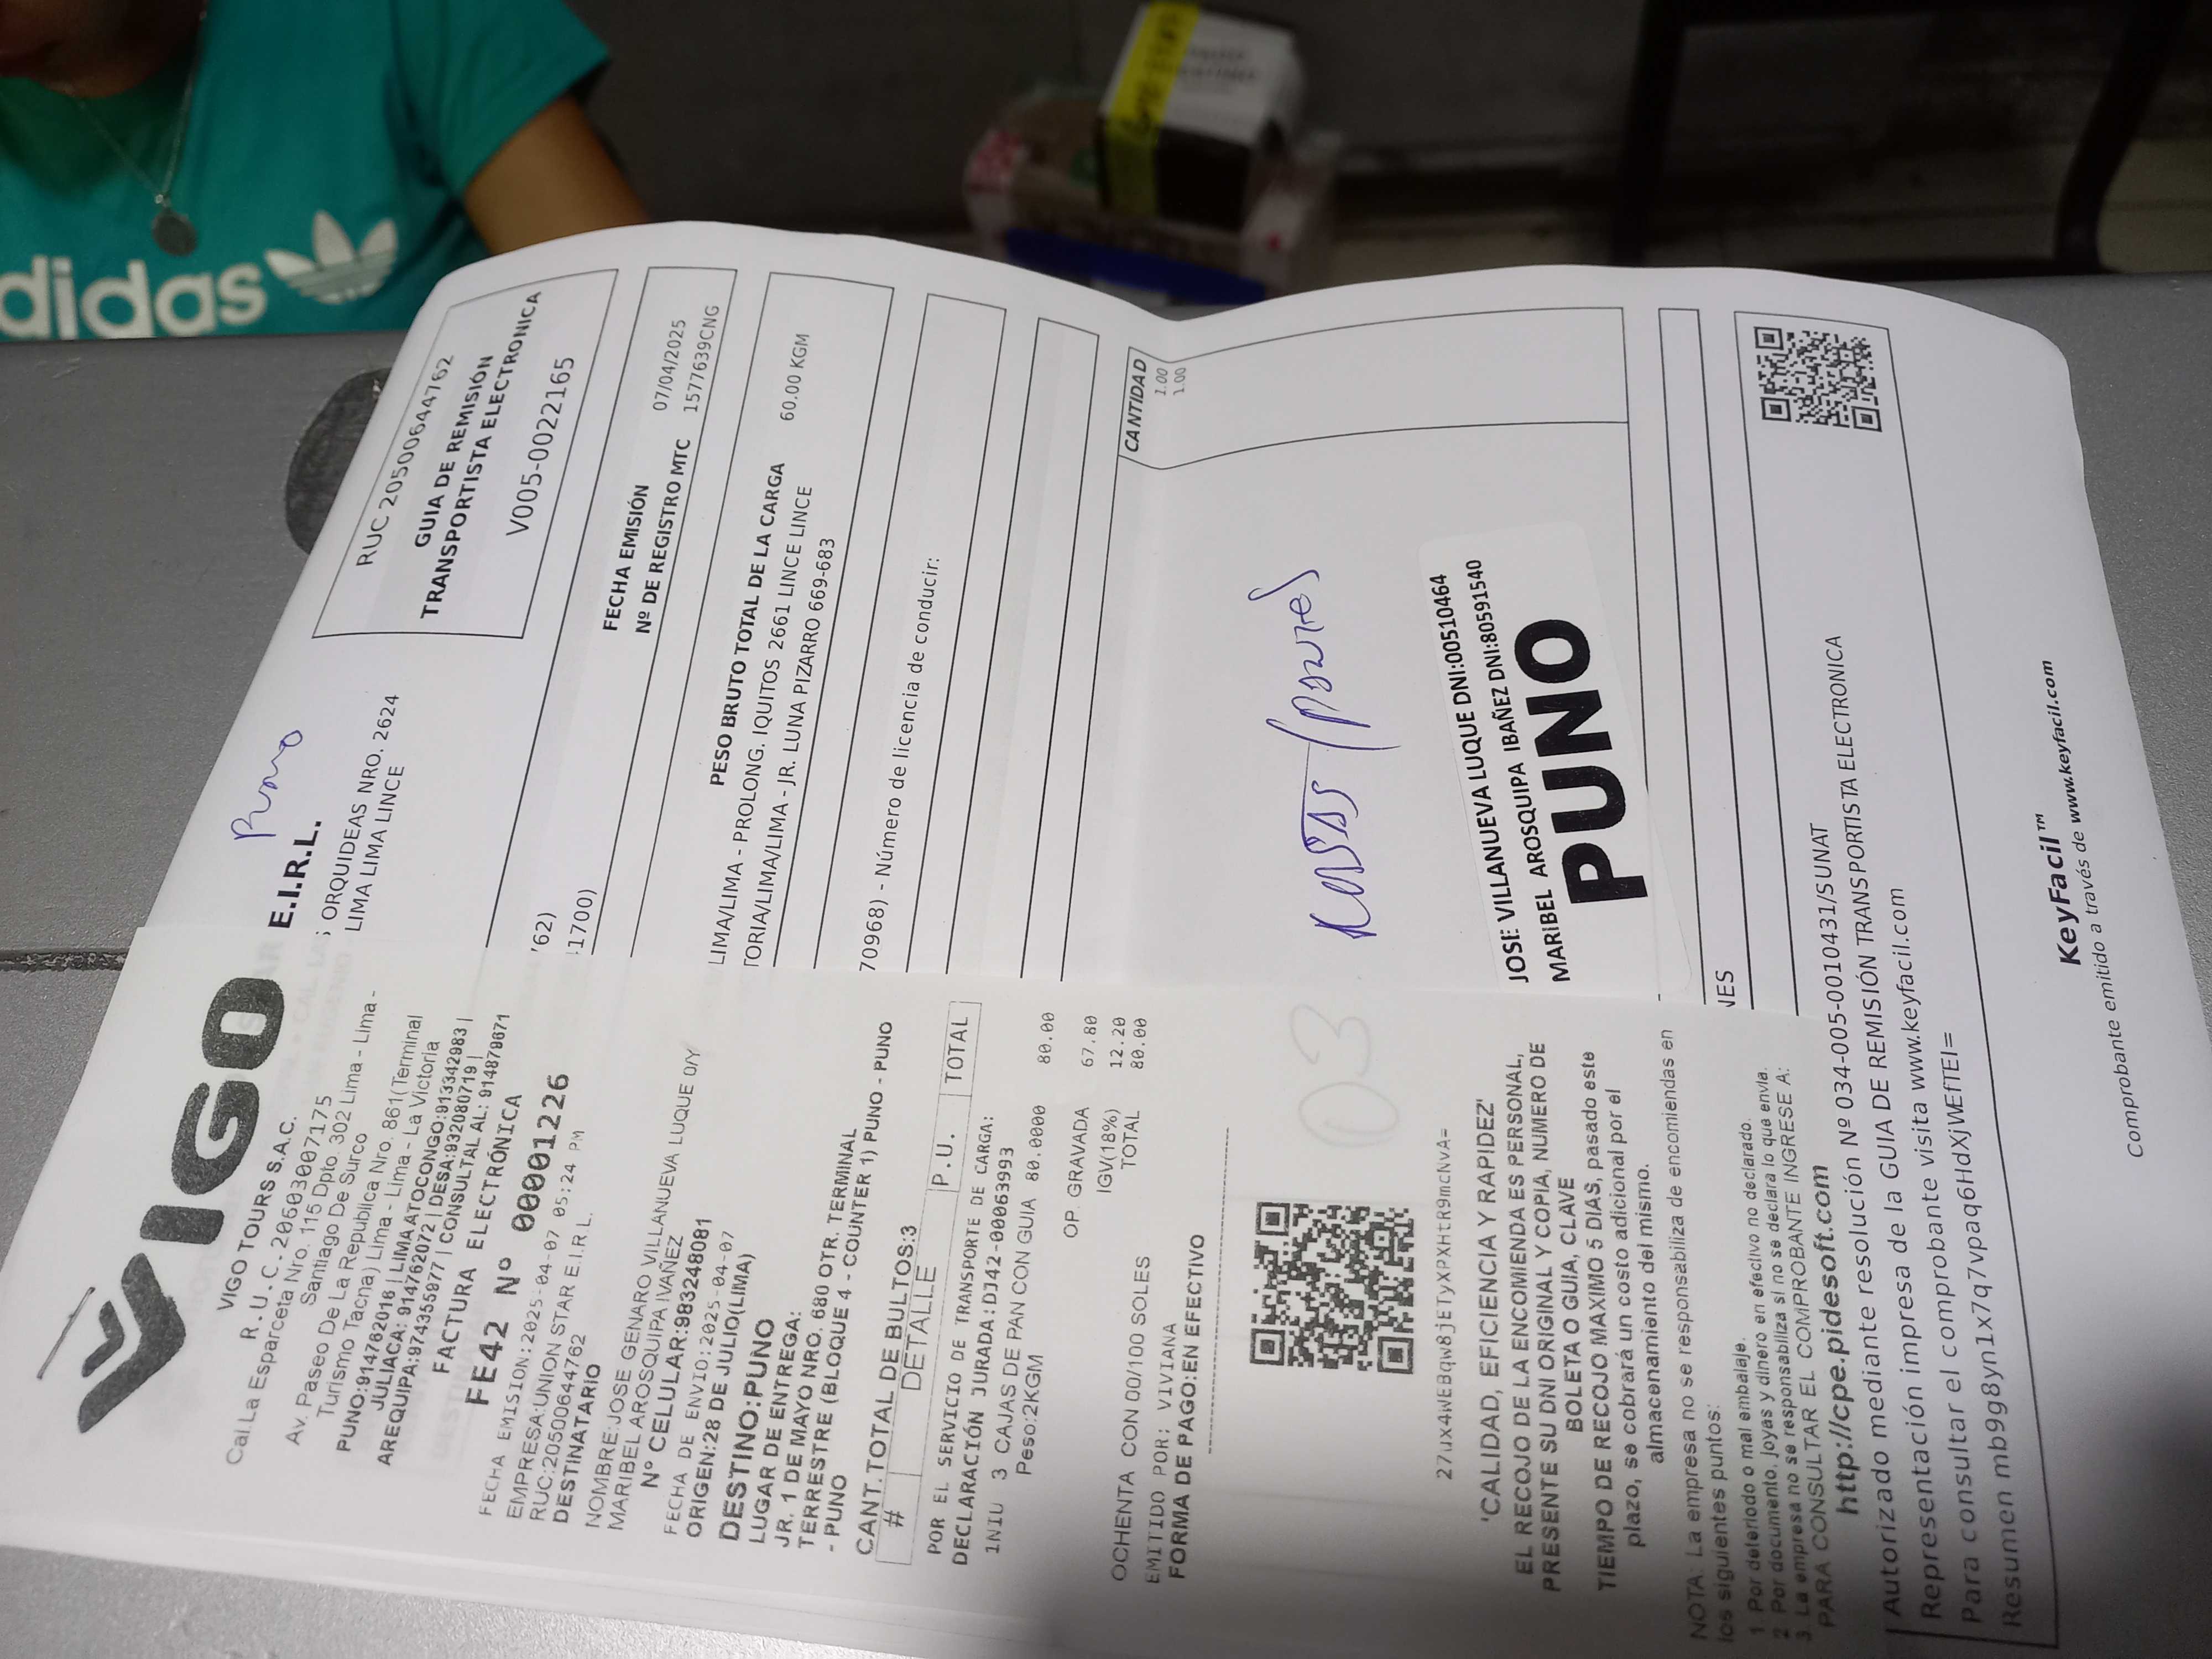 adidas
VIGO
VIGO TOURS S.A.C.
R.U.C. 20603007175
Cal.La Esparceta Nro. 115 Dpto. 302 Lima - Lima -
Santiago De Surco
Av. Paseo De La Republica Nro. 861(Terminal
Turismo Tacna) Lima - Lima - La Victoria
PUNO:914762016 | LIMA ATOCONGO:913342983 |
JULIACA: 914762072 | DESA:932080719 |
AREQUIPA:974355977 | CONSULTAL AL: 914879671
FACTURA ELECTRÓNICA
FE42 Nº 00001226
FECHA EMISION:2025-04-07 05:24 PM
EMPRESA:UNION STAR E.I.R.L.
RUC:20500644762
DESTINATARIO
NOMBRE:JOSE GENARO VILLANUEVA LUQUE O/Y
MARIBEL AROSQUIPA IVAÑEZ
Nº CELULAR:983248081
FECHA DE ENVIO:2025-04-07
ORIGEN:28 DE JULIO(LIMA)
DESTINO:PUNO
LUGAR DE ENTREGA:
JR. 1 DE MAYO NRO. 680 OTR. TERMINAL
TERRESTRE (BLOQUE 4 - COUNTER 1) PUNO - PUNO
- PUNO
CANT.TOTAL DE BULTOS:3
# DETALLE P.U. TOTAL
POR EL SERVICIO DE TRANSPORTE DE CARGA:
DECLARACIÓN JURADA:DJ42-00063993
1NIU 3 CAJAS DE PAN CON GUIA 80.0000 80.00
Peso:2KGM
OP. GRAVADA 67.80
IGV(18%) 12.20
TOTAL 80.00
OCHENTA CON 00/100 SOLES
EMITIDO POR: VIVIANA
FORMA DE PAGO:EN EFECTIVO
03
27ux4WEBqw8jETyXPXHtR9mcNvA=
'CALIDAD, EFICIENCIA Y RAPIDEZ'
EL RECOJO DE LA ENCOMIENDA ES PERSONAL,
PRESENTE SU DNI ORIGINAL Y COPIA, NUMERO DE
BOLETA O GUIA, CLAVE
TIEMPO DE RECOJO MAXIMO 5 DIAS, pasado este
plazo, se cobrará un costo adicional por el
almacenamiento del mismo.
NOTA: La empresa no se responsabiliza de encomiendas en
los siguientes puntos:
1. Por deteriodo o mal embalaje.
2. Por documento, joyas y dinero en efectivo no declarado.
3. La empresa no se responsabiliza si no se declara lo que envia.
PARA CONSULTAR EL COMPROBANTE INGRESE A:
http://cpe.pidesoft.com
Puno
E.I.R.L.
ORQUIDEAS NRO. 2624
LIMA LIMA LINCE
RUC 20500644762
GUIA DE REMISIÓN
TRANSPORTISTA ELECTRONICA
V005-0022165
'62)
FECHA EMISIÓN 07/04/2025
Nº DE REGISTRO MTC 1577639CNG
PESO BRUTO TOTAL DE LA CARGA 60.00 KGM
LIMA/LIMA - PROLONG. IQUITOS 2661 LINCE LINCE
TORIA/LIMA/LIMA - JR. LUNA PIZARRO 669-683
70968) - Número de licencia de conducir:
CANTIDAD
1.00
1.00
JOSE VILLANUEVA LUQUE DNI:00510464
MARIBEL AROSQUIPA IBAÑEZ DNI:80591540
PUNO
NES
Autorizado mediante resolución Nº 034-005-0010431/SUNAT
Representación impresa de la GUIA DE REMISIÓN TRANSPORTISTA ELECTRONICA
Para consultar el comprobante visita www.keyfacil.com
Resumen mb9g8yn1x7q7vpaq6HdXjWEfTEI=
KeyFacil™
Comprobante emitido a través de www.keyfacil.com